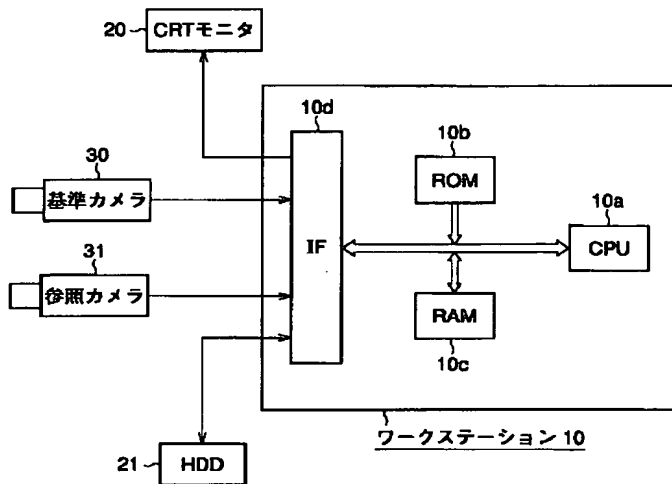 20
CRTモニタ
10d
10b
ROM
10a
CPU
30
基準カメラ
IF
31
参照カメラ
RAM
10c
ワークステーション 10
21
HDD